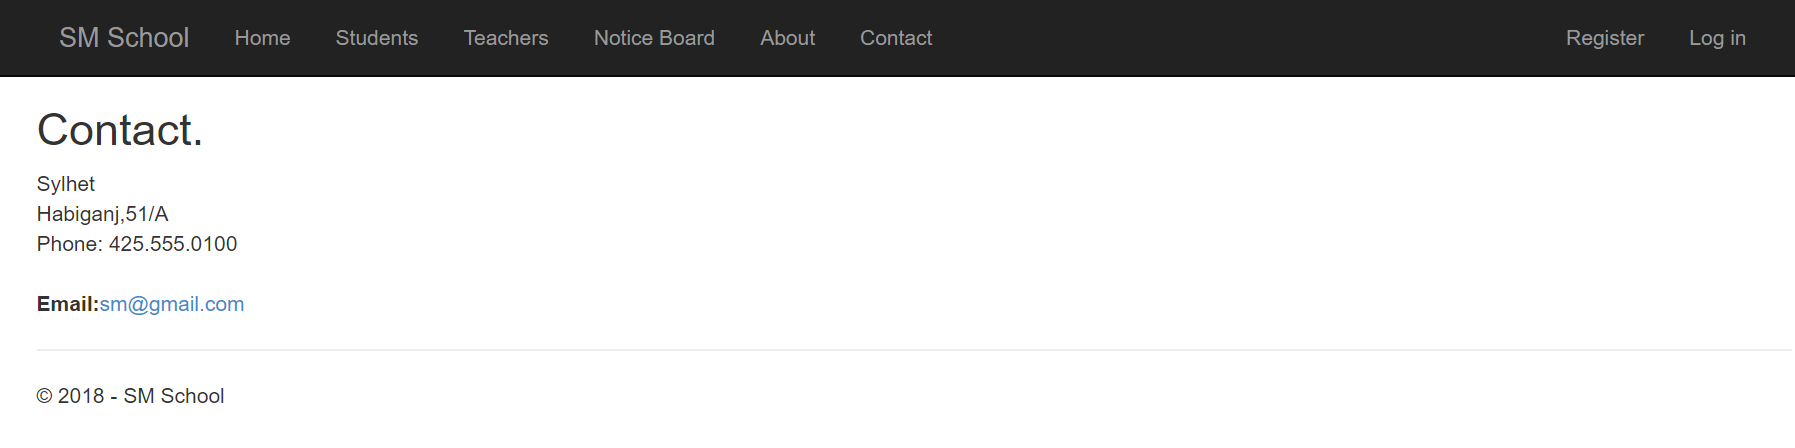 SM School Home Students Teachers Notice Board About Contact Register Log in
Contact.
Sylhet
Habiganj,51/A
Phone: 425.555.0100
Email:sm@gmail.com
© 2018 - SM School